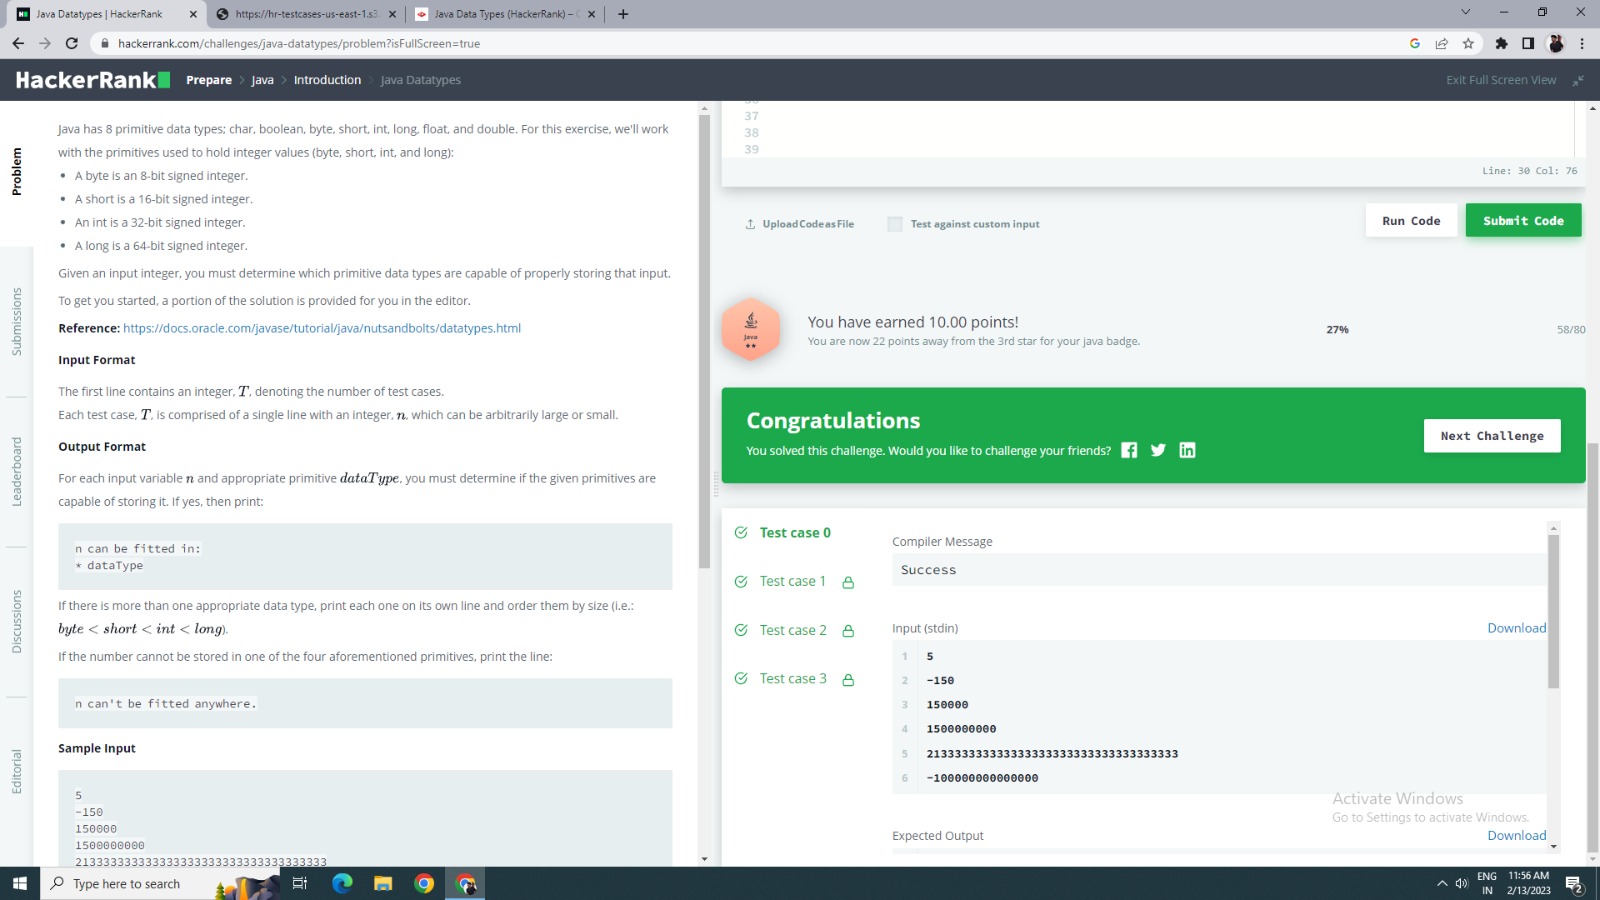 Java Datatypes | HackerRank
https://hr-testcases-us-east-1.s3.
Java Data Types (HackerRank) –
hackerrank.com/challenges/java-datatypes/problem?isFullScreen=true
HackerRank
Prepare > Java > Introduction > Java Datatypes
Exit Full Screen View
Problem
Submissions
Leaderboard
Discussions
Editorial
Java has 8 primitive data types; char, boolean, byte, short, int, long, float, and double. For this exercise, we'll work
with the primitives used to hold integer values (byte, short, int, and long):
• A byte is an 8-bit signed integer.
• A short is a 16-bit signed integer.
• An int is a 32-bit signed integer.
• A long is a 64-bit signed integer.
Given an input integer, you must determine which primitive data types are capable of properly storing that input.
To get you started, a portion of the solution is provided for you in the editor.
Reference: https://docs.oracle.com/javase/tutorial/java/nutsandbolts/datatypes.html
Input Format
The first line contains an integer, T, denoting the number of test cases.
Each test case, T, is comprised of a single line with an integer, n, which can be arbitrarily large or small.
Output Format
For each input variable n and appropriate primitive dataType, you must determine if the given primitives are
capable of storing it. If yes, then print:
n can be fitted in:
* dataType
If there is more than one appropriate data type, print each one on its own line and order them by size (i.e.:
byte < short < int < long).
If the number cannot be stored in one of the four aforementioned primitives, print the line:
n can't be fitted anywhere.
Sample Input
5
-150
150000
1500000000
213333333333333333333333333333333333
37
38
39
Line: 30 Col: 76
Upload Code as File
Test against custom input
Run Code
Submit Code
Java
You have earned 10.00 points!
You are now 22 points away from the 3rd star for your java badge.
27%
58/80
Congratulations
You solved this challenge. Would you like to challenge your friends?
Next Challenge
Test case 0
Test case 1
Test case 2
Test case 3
Compiler Message
Success
Input (stdin)
Download
1 5
2 -150
3 150000
4 1500000000
5 213333333333333333333333333333333333
6 -100000000000000
Expected Output
Download
Activate Windows
Go to Settings to activate Windows.
Type here to search
ENG
IN
11:56 AM
2/13/2023
2